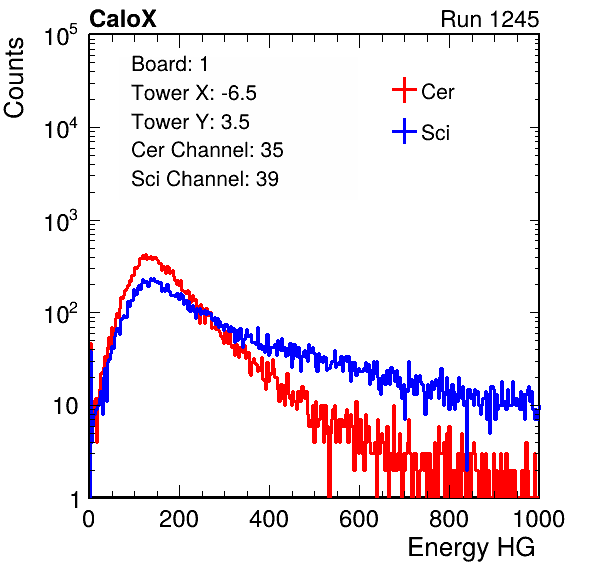 CaloX Run 1245
Counts
10^5
10^4
10^3
10^2
10
1
Board: 1
Tower X: -6.5
Tower Y: 3.5
Cer Channel: 35
Sci Channel: 39
Cer
Sci
0 200 400 600 800 1000
Energy HG